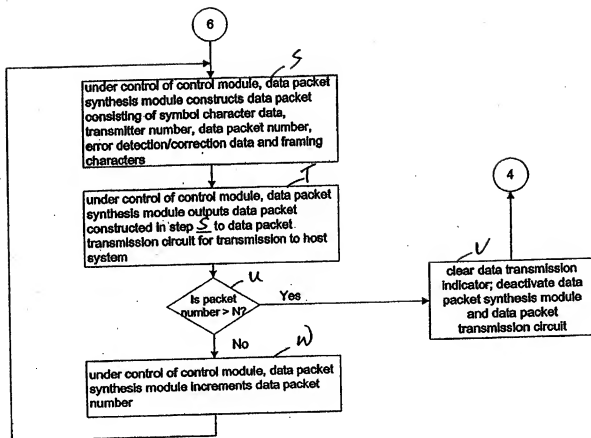 6
S
under control of control module, data packet
synthesis module constructs data packet
consisting of symbol character data,
transmitter number, data packet number,
error detection/correction data and framing
characters
T
under control of control module, data packet
synthesis module outputs data packet
constructed in step S to data packet
transmission circuit for transmission to host
system
U
Is packet
number > N?
Yes
No
W
under control of control module, data packet
synthesis module increments data packet
number
4
V
clear data transmission
indicator; deactivate data
packet synthesis module
and data packet
transmission circuit